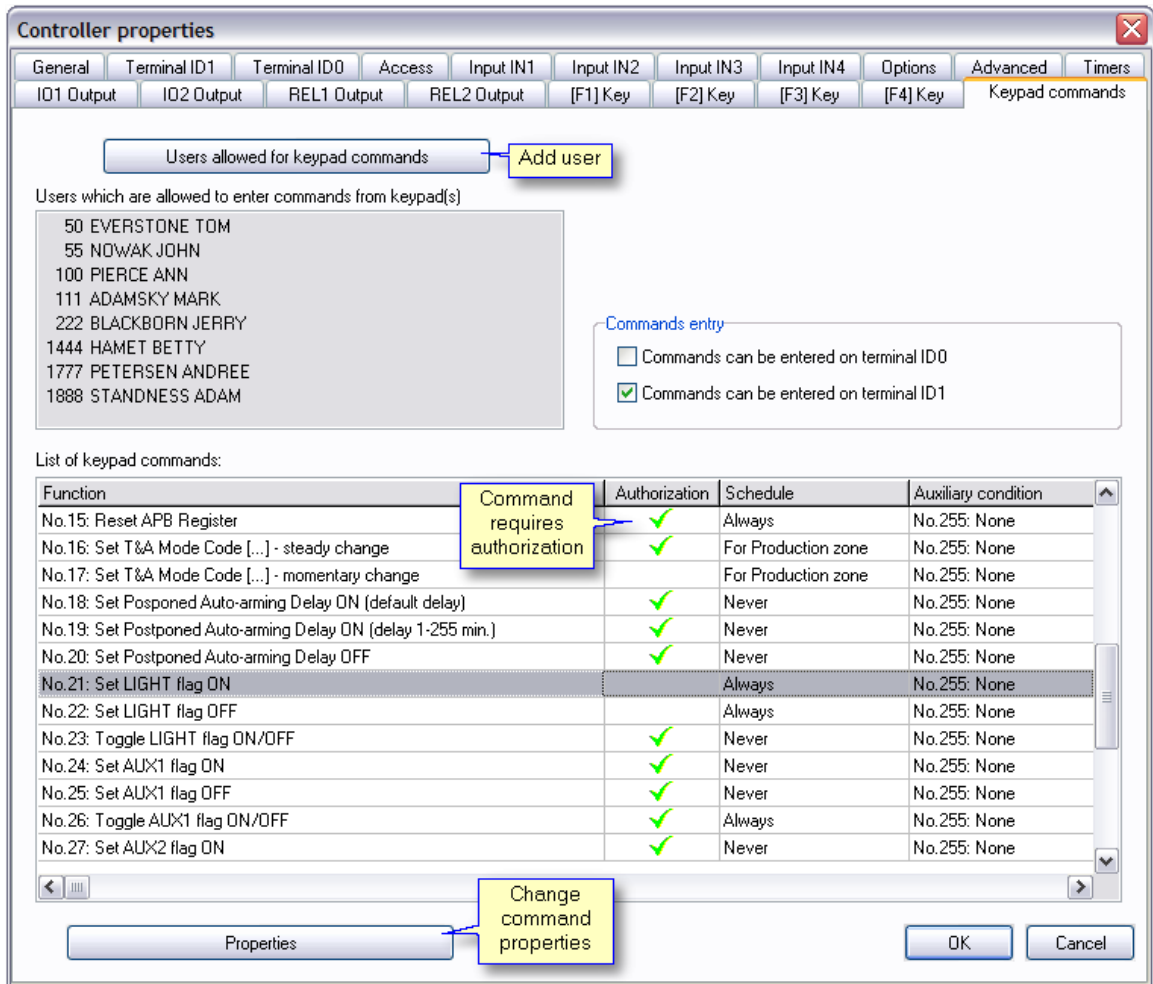 Controller properties
General Terminal ID1 Terminal ID0 Access Input IN1 Input IN2 Input IN3 Input IN4 Options Advanced Timers
IO1 Output IO2 Output REL1 Output REL2 Output [F1] Key [F2] Key [F3] Key [F4] Key Keypad commands
Users allowed for keypad commands
Add user
Users which are allowed to enter commands from keypad(s)
50 EVERSTONE TOM
55 NOWAK JOHN
100 PIERCE ANN
111 ADAMSKY MARK
222 BLACKBORN JERRY
1444 HAMET BETTY
1777 PETERSEN ANDREE
1888 STANDNESS ADAM
Commands entry
Commands can be entered on terminal ID0
Commands can be entered on terminal ID1
List of keypad commands:
Function Authorization Schedule Auxiliary condition
Command
requires
authorization
No.15: Reset APB Register Always No.255: None
No.16: Set T&A Mode Code [...] - steady change For Production zone No.255: None
No.17: Set T&A Mode Code [...] - momentary change For Production zone No.255: None
No.18: Set Posponed Auto-arming Delay ON (default delay) Never No.255: None
No.19: Set Postponed Auto-arming Delay ON (delay 1-255 min.) Never No.255: None
No.20: Set Postponed Auto-arming Delay OFF Never No.255: None
No.21: Set LIGHT flag ON Always No.255: None
No.22: Set LIGHT flag OFF Always No.255: None
No.23: Toggle LIGHT flag ON/OFF Never No.255: None
No.24: Set AUX1 flag ON Never No.255: None
No.25: Set AUX1 flag OFF Never No.255: None
No.26: Toggle AUX1 flag ON/OFF Always No.255: None
No.27: Set AUX2 flag ON Never No.255: None
Change
command
properties
Properties
OK Cancel